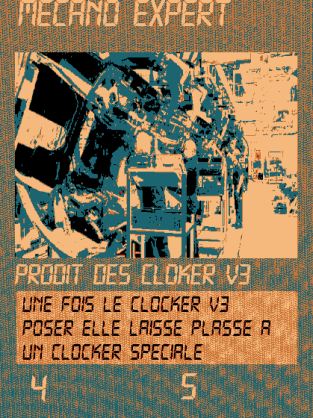 MECANO EXPERT
PRODIT DES CLOKER V3
UNE FOIS LE CLOCKER V3
POSER ELLE LAISSE PLASSE A
UN CLOCKER SPECIALE
4 5